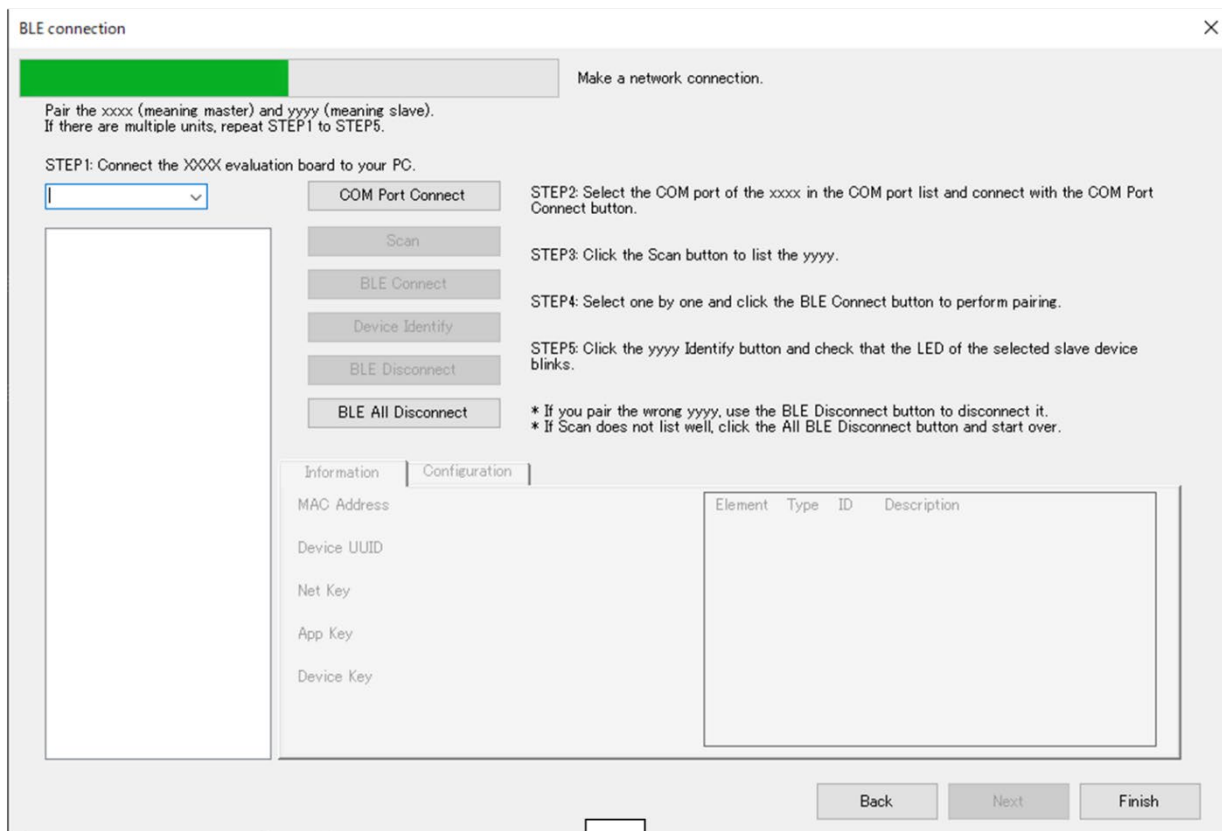 BLE connection
Make a network connection.
Pair the xxxx (meaning master) and yyyy (meaning slave).
If there are multiple units, repeat STEP1 to STEP5.
STEP1: Connect the XXXX evaluation board to your PC.
COM Port Connect
STEP2: Select the COM port of the xxxx in the COM port list and connect with the COM Port
Connect button.
Scan
STEP3: Click the Scan button to list the yyyy.
BLE Connect
STEP4: Select one by one and click the BLE Connect button to perform pairing.
Device Identify
STEP5: Click the yyyy Identify button and check that the LED of the selected slave device
blinks.
BLE Disconnect
BLE All Disconnect
* If you pair the wrong yyyy, use the BLE Disconnect button to disconnect it.
* If Scan does not list well, click the All BLE Disconnect button and start over.
Information Configuration
MAC Address
Element Type ID Description
Device UUID
Net Key
App Key
Device Key
Back Next Finish